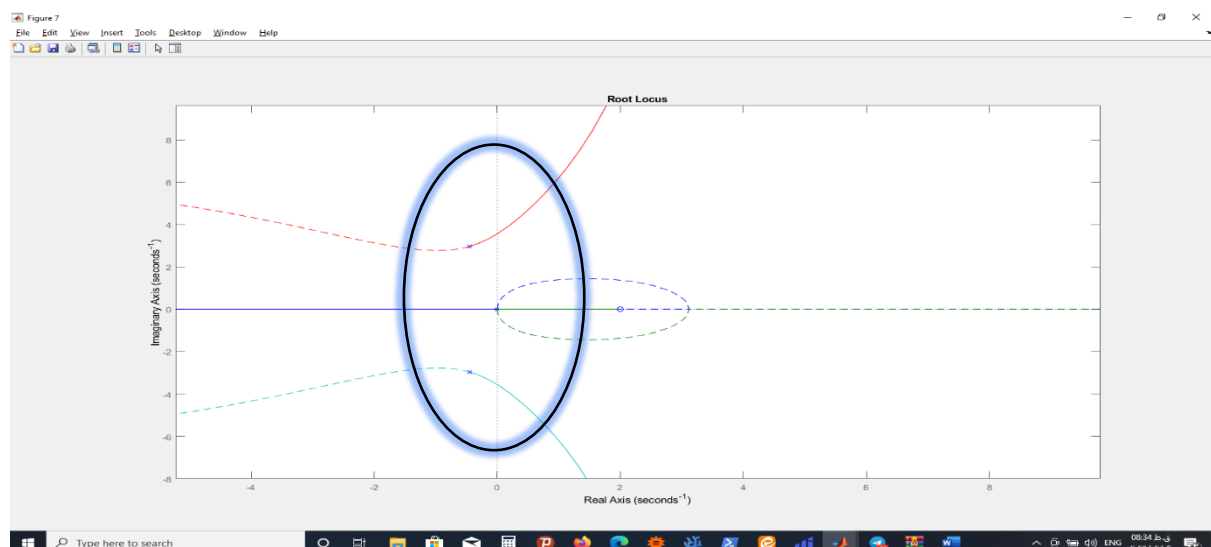 Figure 7
File Edit View Insert Tools Desktop Window Help
Root Locus
8
6
4
2
0
-2
-4
-6
-8
Imaginary Axis (seconds⁻¹)
-4 -2 0 2 4 6 8
Real Axis (seconds⁻¹)
Type here to search
ENG
08:34 ق.ظ